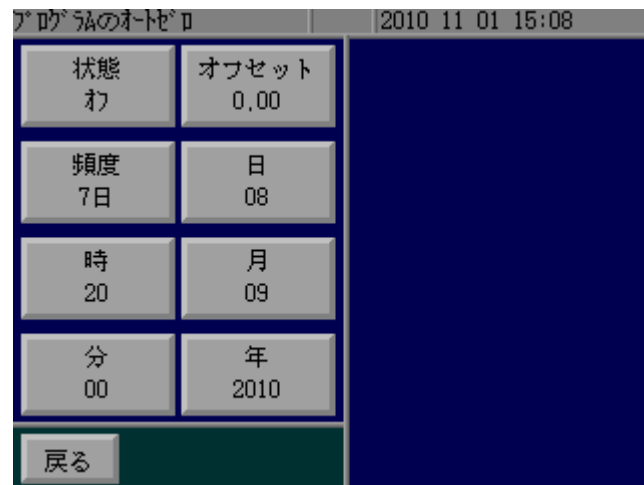 ﾌﾟﾛｸﾞﾗﾑのｵｰﾄｾﾞﾛ 2010 11 01 15:08
状態 オフセット
ｵﾌ 0,00
頻度 日
7日 08
時 月
20 09
分 年
00 2010
戻る